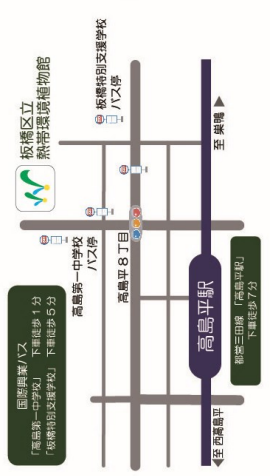 板橋区立
熱帯環境植物館
国際興業バス
「高島第一中学校」 下車徒歩1分
「板橋特別支援学校」 下車徒歩5分
高島第一中学校
バス停
板橋特別支援学校
バス停
高島平8丁目
高島平駅
至 西高島平
至 巣鴨
都営三田線 「高島平駅」
下車徒歩7分